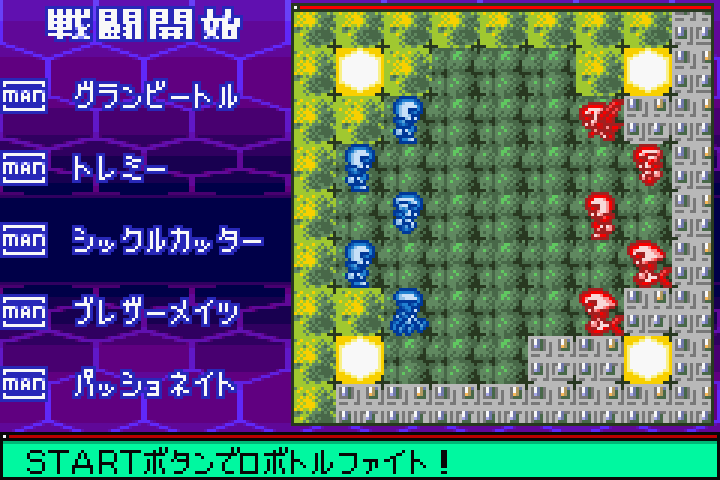 戦闘開始
MAN グランビートル
MAN トレミー
MAN シックルカッター
MAN ブレザーメイツ
MAN パッショネイト
STARTボタンでロボトルファイト！